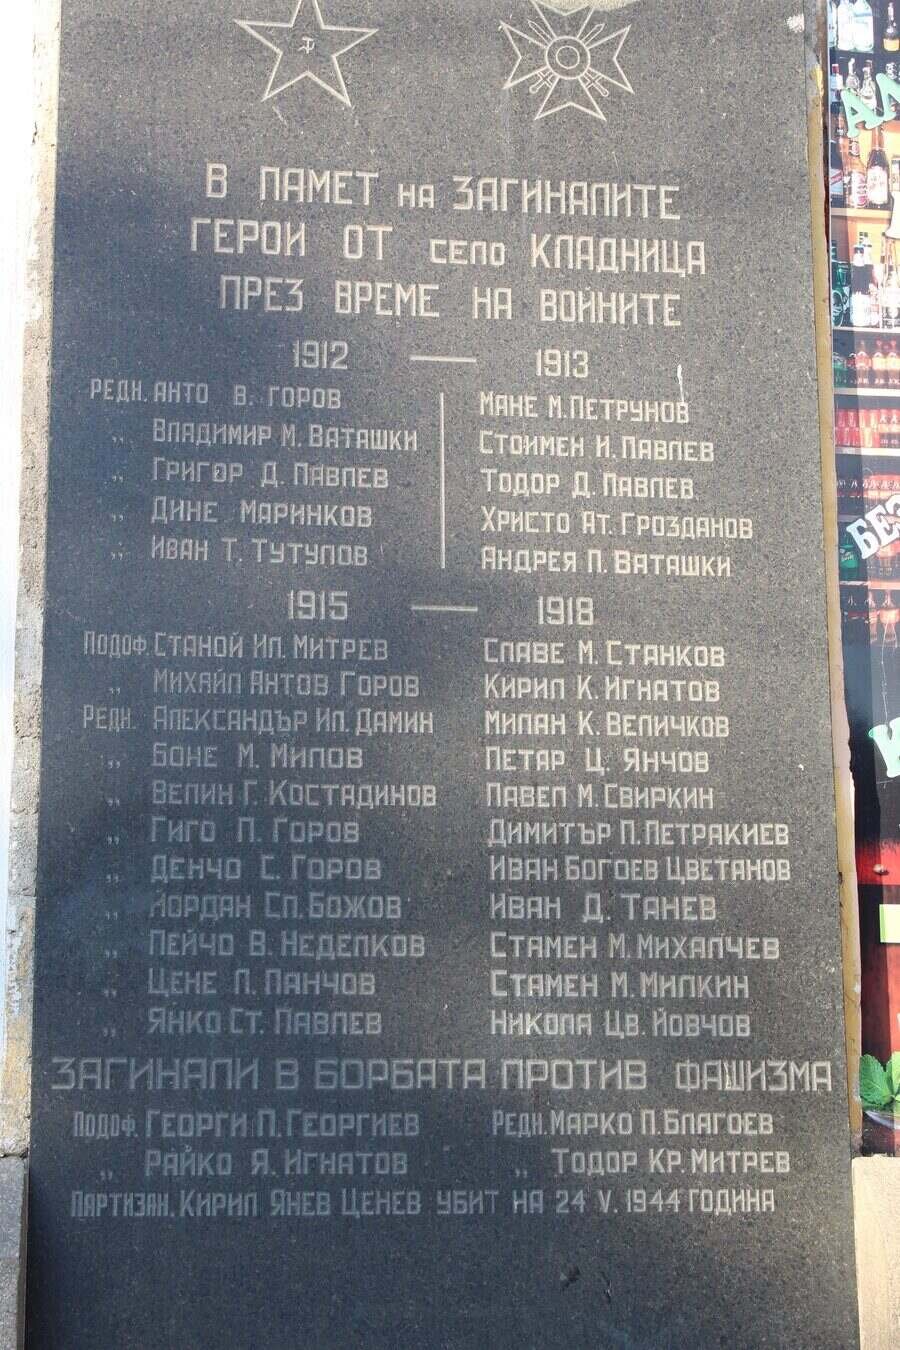 В ПАМЕТ на ЗАГИНАЛИТЕ
ГЕРОИ ОТ село КЛАДНИЦА
ПРЕЗ ВРЕМЕ НА ВОЙНИТЕ
1912 — 1913
РЕДН. АНТО В. ГОРОВ МАНЕ М. ПЕТРУНОВ
„ ВЛАДИМИР М. ВАТАШКИ СТОИМЕН И. ПАВЛЕВ
„ ГРИГОР Д. ПАВЛЕВ ТОДОР Д. ПАВЛЕВ
„ ДИНЕ МАРИНКОВ ХРИСТО АТ. ГРОЗДАНОВ
„ ИВАН Т. ТУТУЛОВ АНДРЕЯ П. ВАТАШКИ
1915 — 1918
ПОДОФ. СТАНОЙ ИЛ. МИТРЕВ СЛАВЕ М. СТАНКОВ
„ МИХАЙЛ АНТОВ ГОРОВ КИРИЛ К. ИГНАТОВ
РЕДН. АЛЕКСАНДЪР ИЛ. ДАМИН МИЛАН К. ВЕЛИЧКОВ
„ БОНЕ М. МИЛОВ ПЕТАР Ц. ЯНЧОВ
„ ВЕЛИН Г. КОСТАДИНОВ ПАВЕЛ М. СВИРКИН
„ ГИГО П. ГОРОВ ДИМИТЪР П. ПЕТРАКИЕВ
„ ДЕНЧО С. ГОРОВ ИВАН БОГОЕВ ЦВЕТАНОВ
„ ЙОРДАН СП. БОЖОВ ИВАН Д. ТАНЕВ
„ ПЕЙЧО В. НЕДЕЛКОВ СТАМЕН М. МИХАЛЧЕВ
„ ЦЕНЕ Л. ПАНЧОВ СТАМЕН М. МИЛКИН
„ ЯНКО СТ. ПАВЛЕВ НИКОЛА ЦВ. ЙОВЧОВ
ЗАГИНАЛИ В БОРБАТА ПРОТИВ ФАШИЗМА
ПОДОФ. ГЕОРГИ П. ГЕОРГИЕВ РЕДН. МАРКО П. БЛАГОЕВ
„ РАЙКО Я. ИГНАТОВ „ ТОДОР КР. МИТРЕВ
ПАРТИЗАН. КИРИЛ ЯНЕВ ЦЕНЕВ УБИТ НА 24 V. 1944 ГОДИНА